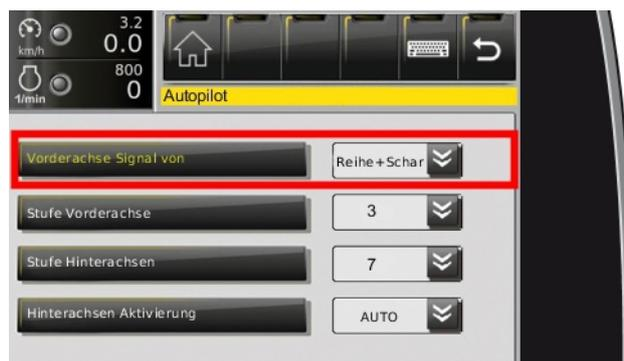 3.2
km/h 0.0
800
1/min 0
Autopilot
Vorderachse Signal von Reihe+Schar
Stufe Vorderachse 3
Stufe Hinterachsen 7
Hinterachsen Aktivierung AUTO